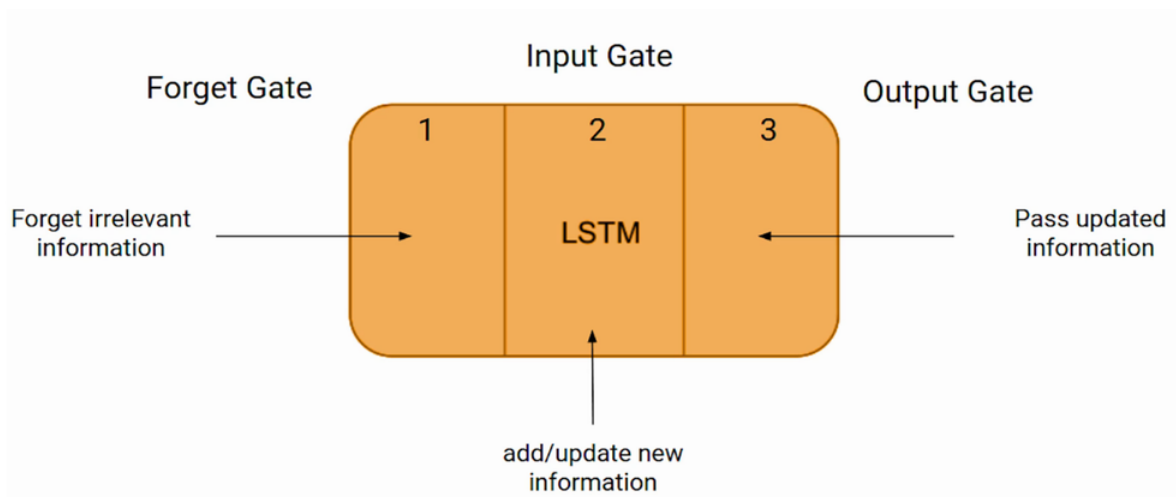 Input Gate
Forget Gate
Output Gate
1
2
3
Forget irrelevant
information
LSTM
Pass updated
information
add/update new
information